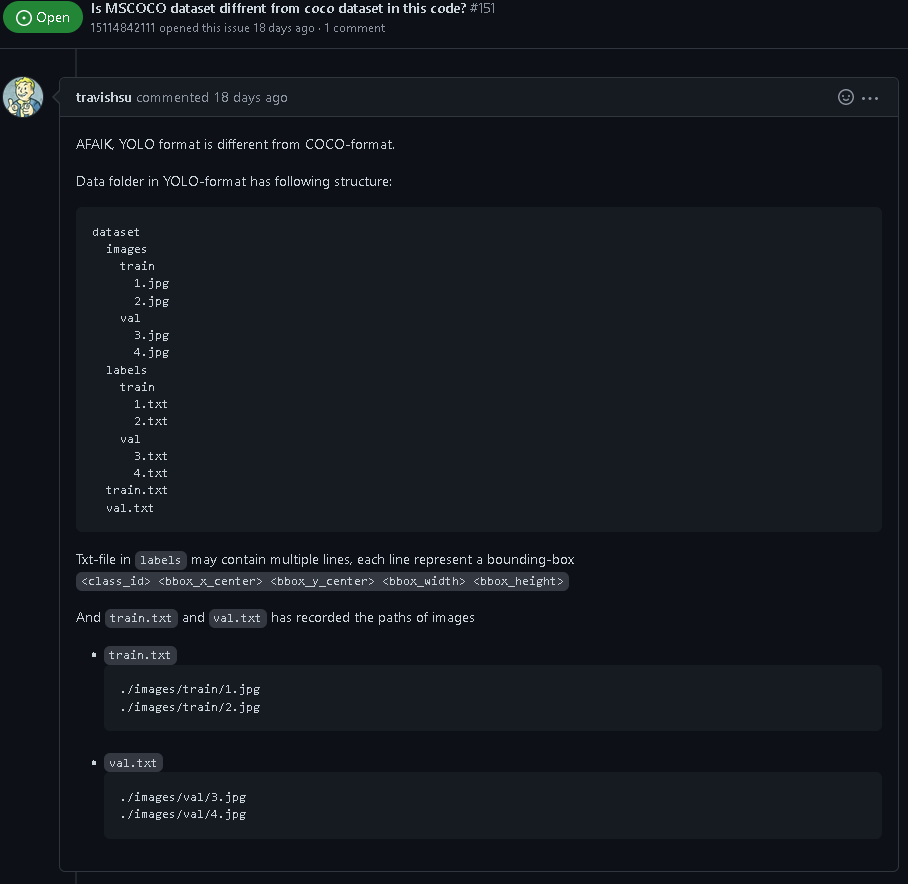 Open
Is MSCOCO dataset diffrent from coco dataset in this code? #151
15114842111 opened this issue 18 days ago · 1 comment
travishsu commented 18 days ago
AFAIK, YOLO format is different from COCO-format.
Data folder in YOLO-format has following structure:
dataset
  images
    train
      1.jpg
      2.jpg
    val
      3.jpg
      4.jpg
  labels
    train
      1.txt
      2.txt
    val
      3.txt
      4.txt
  train.txt
  val.txt
Txt-file in labels may contain multiple lines, each line represent a bounding-box
<class_id> <bbox_x_center> <bbox_y_center> <bbox_width> <bbox_height>
And train.txt and val.txt has recorded the paths of images
• train.txt
./images/train/1.jpg
./images/train/2.jpg
• val.txt
./images/val/3.jpg
./images/val/4.jpg